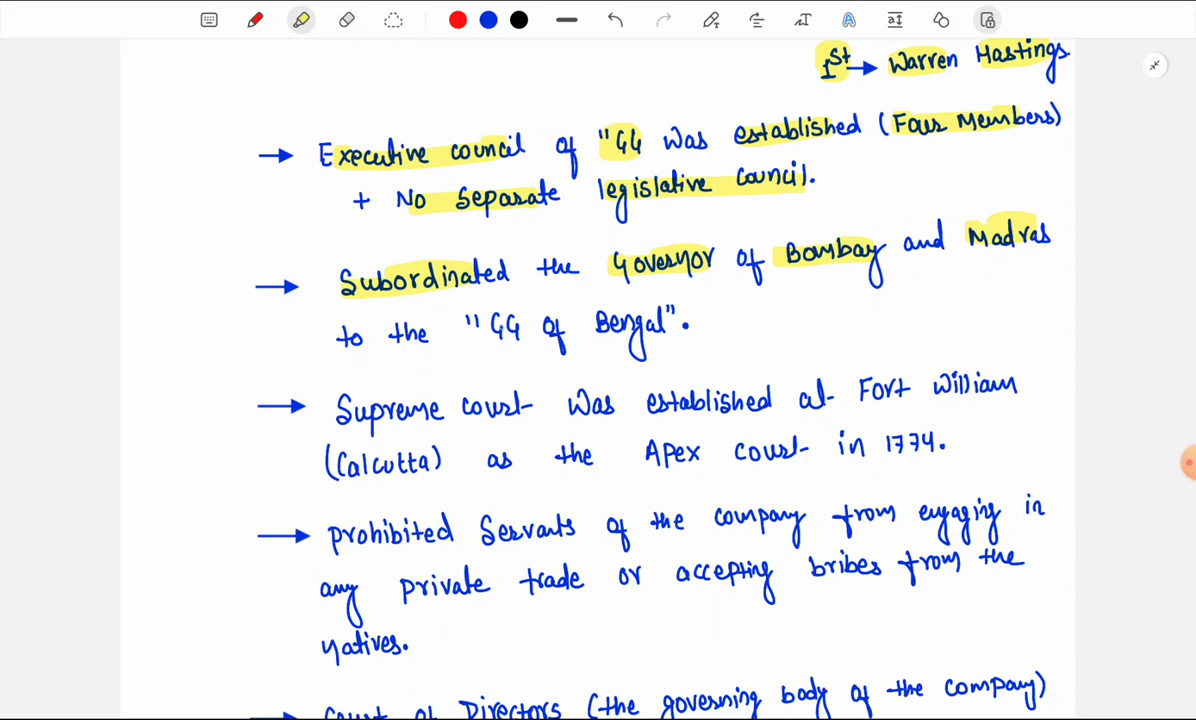 1st → Warren Hastings
→ Executive council of "GG was established (Four Members)
+ No separate legislative council.
→ Subordinated the Governor of Bombay and Madras
to the "GG of Bengal".
→ Supreme court was established at Fort William
(Calcutta) as the Apex court in 1774.
→ prohibited Servants of the company from engaging in
any private trade or accepting bribes from the
natives.
→ Court of Directors (the governing body of the company)